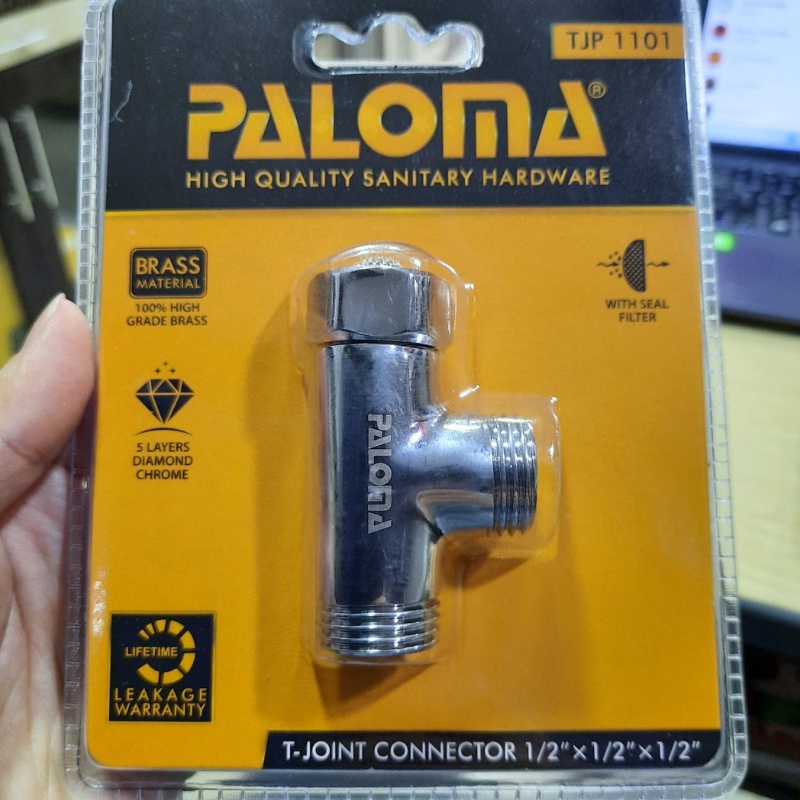 TJP 1101
PALOMA®
HIGH QUALITY SANITARY HARDWARE
BRASS
MATERIAL
100% HIGH
GRADE BRASS
WITH SEAL
FILTER
5 LAYERS
DIAMOND
CHROME
PALOMA
LIFETIME
LEAKAGE
WARRANTY
T-JOINT CONNECTOR 1/2"×1/2"×1/2"